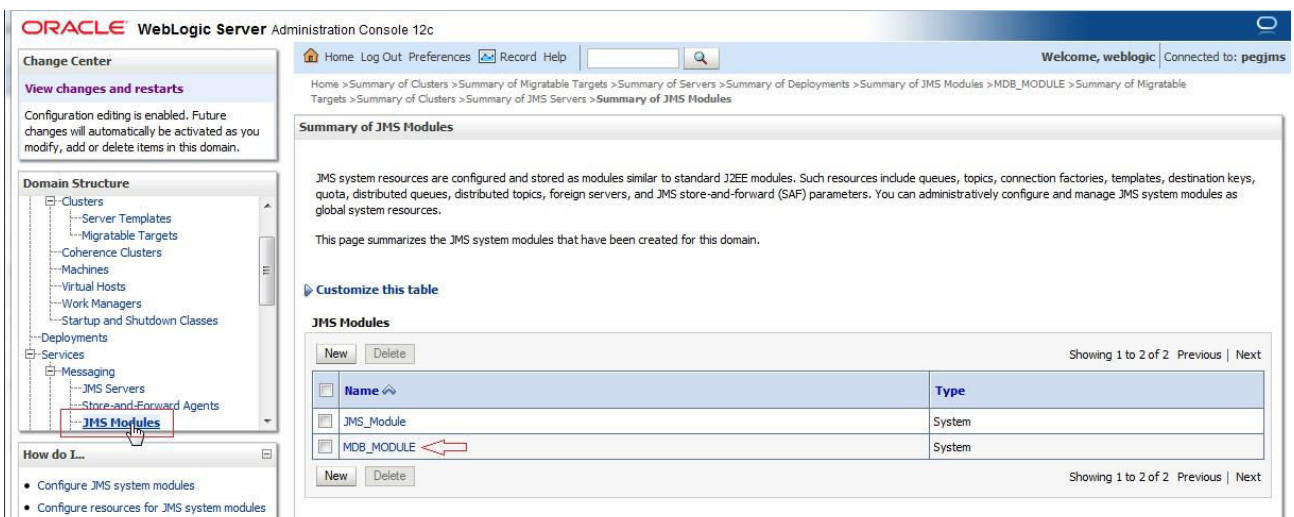 ORACLE WebLogic Server Administration Console 12c
Change Center
View changes and restarts
Configuration editing is enabled. Future
changes will automatically be activated as you
modify, add or delete items in this domain.
Domain Structure
Clusters
Server Templates
Migratable Targets
Coherence Clusters
Machines
Virtual Hosts
Work Managers
Startup and Shutdown Classes
Deployments
Services
Messaging
JMS Servers
Store-and-Forward Agents
JMS Modules
How do I...
Configure JMS system modules
Configure resources for JMS system modules
Home Log Out Preferences Record Help
Welcome, weblogic Connected to: pegjms
Home >Summary of Clusters >Summary of Migratable Targets >Summary of Servers >Summary of Deployments >Summary of JMS Modules >MDB_MODULE >Summary of Migratable
Targets >Summary of Clusters >Summary of JMS Servers >Summary of JMS Modules
Summary of JMS Modules
JMS system resources are configured and stored as modules similar to standard J2EE modules. Such resources include queues, topics, connection factories, templates, destination keys,
quota, distributed queues, distributed topics, foreign servers, and JMS store-and-forward (SAF) parameters. You can administratively configure and manage JMS system modules as
global system resources.
This page summarizes the JMS system modules that have been created for this domain.
Customize this table
JMS Modules
New Delete Showing 1 to 2 of 2 Previous | Next
Name Type
JMS_Module System
MDB_MODULE System
New Delete Showing 1 to 2 of 2 Previous | Next